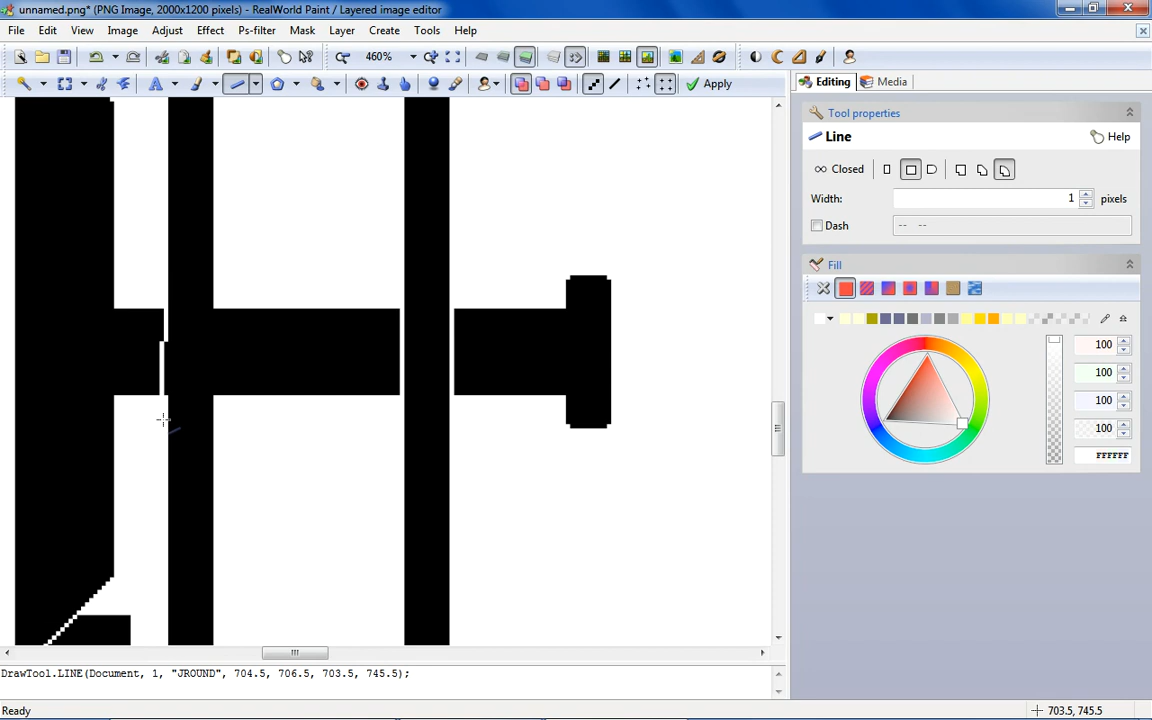 unnamed.png* (PNG Image, 2000x1200 pixels) - RealWorld Paint / Layered image editor
File Edit View Image Adjust Effect Ps-filter Mask Layer Create Tools Help
460%
Apply
Editing Media
Tool properties
Line Help
Closed
Width: 1 pixels
Dash -- --
Fill
100
100
100
100
FFFFFF
DrawTool.LINE(Document, 1, "JROUND", 704.5, 706.5, 703.5, 745.5);
Ready 703.5, 745.5